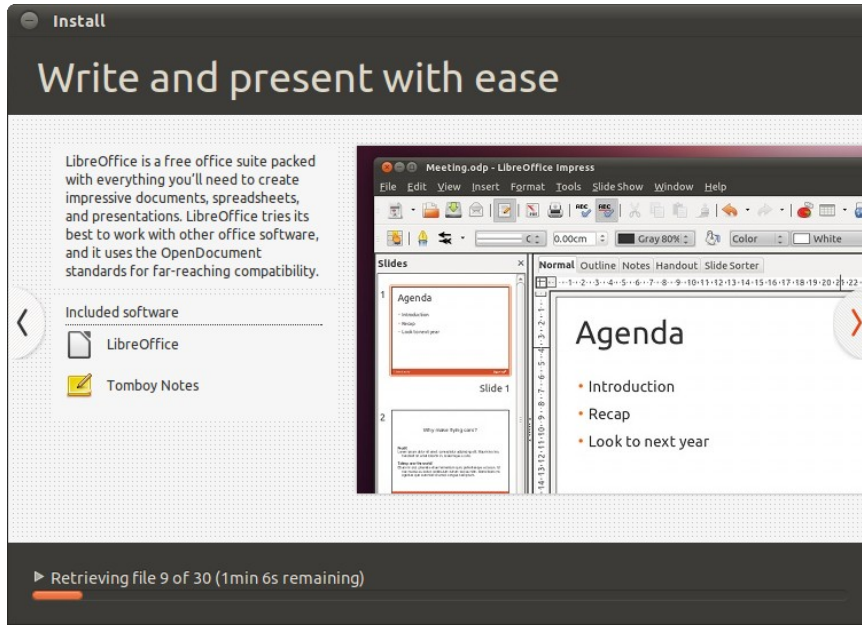 Install
Write and present with ease
LibreOffice is a free office suite packed
with everything you'll need to create
impressive documents, spreadsheets,
and presentations. LibreOffice tries its
best to work with other office software,
and it uses the OpenDocument
standards for far-reaching compatibility.
Included software
LibreOffice
Tomboy Notes
Meeting.odp - LibreOffice Impress
File Edit View Insert Format Tools Slide Show Window Help
0.00cm Gray 80% Color White
Slides
Normal Outline Notes Handout Slide Sorter
1
Agenda
Introduction
Recap
Look to next year
Slide 1
2
Why make flying cars?
Agenda
• Introduction
• Recap
• Look to next year
Retrieving file 9 of 30 (1min 6s remaining)